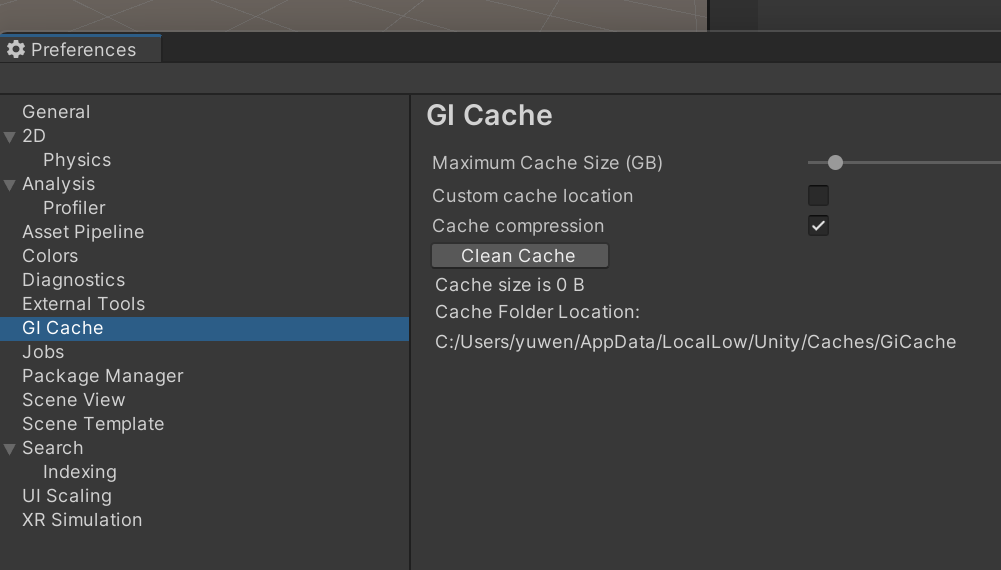 Preferences
General
2D
Physics
Analysis
Profiler
Asset Pipeline
Colors
Diagnostics
External Tools
GI Cache
Jobs
Package Manager
Scene View
Scene Template
Search
Indexing
UI Scaling
XR Simulation
GI Cache
Maximum Cache Size (GB)
Custom cache location
Cache compression
Clean Cache
Cache size is 0 B
Cache Folder Location:
C:/Users/yuwen/AppData/LocalLow/Unity/Caches/GiCache